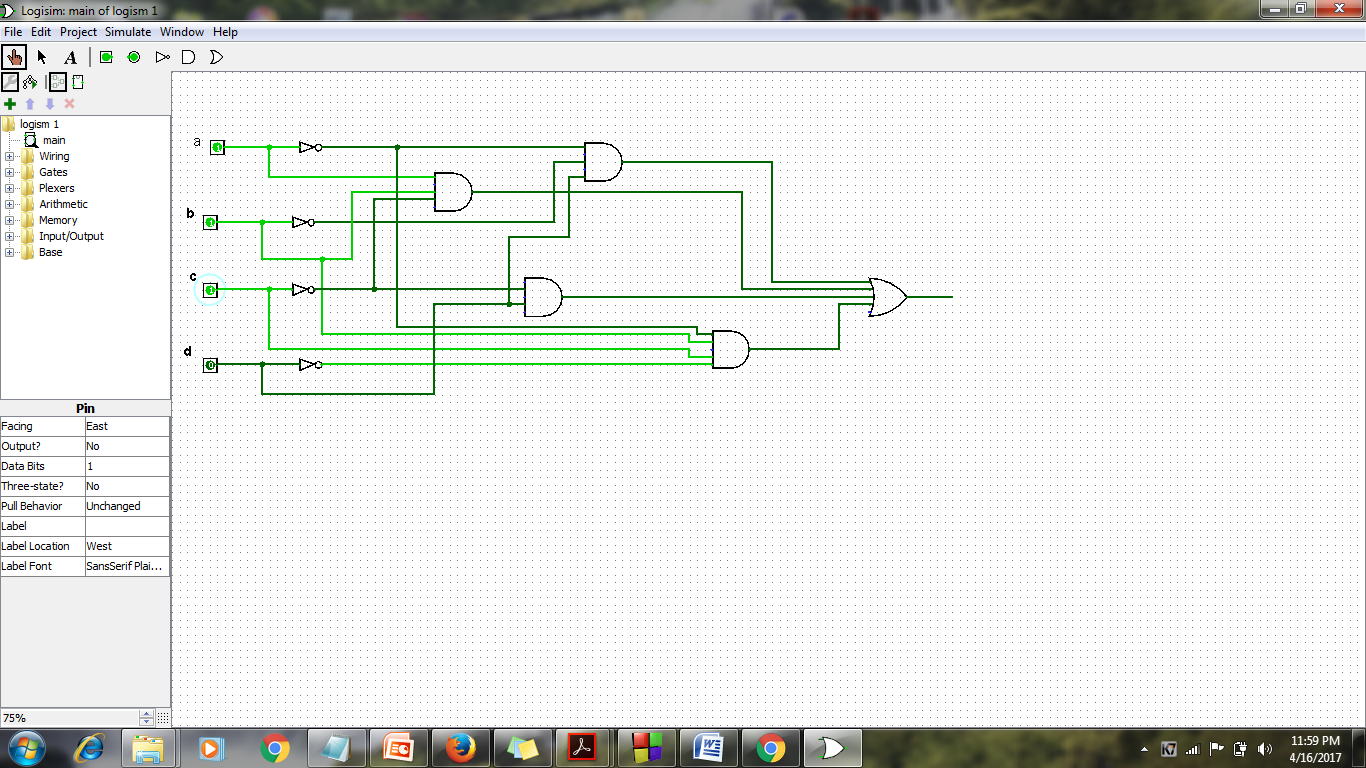 Logisim: main of logism 1
File Edit Project Simulate Window Help
A
logism 1
main
Wiring
Gates
Plexers
Arithmetic
Memory
Input/Output
Base
a
1
b
1
c
1
d
0
Pin
Facing East
Output? No
Data Bits 1
Three-state? No
Pull Behavior Unchanged
Label
Label Location West
Label Font SansSerif Plai...
75%
11:59 PM
4/16/2017